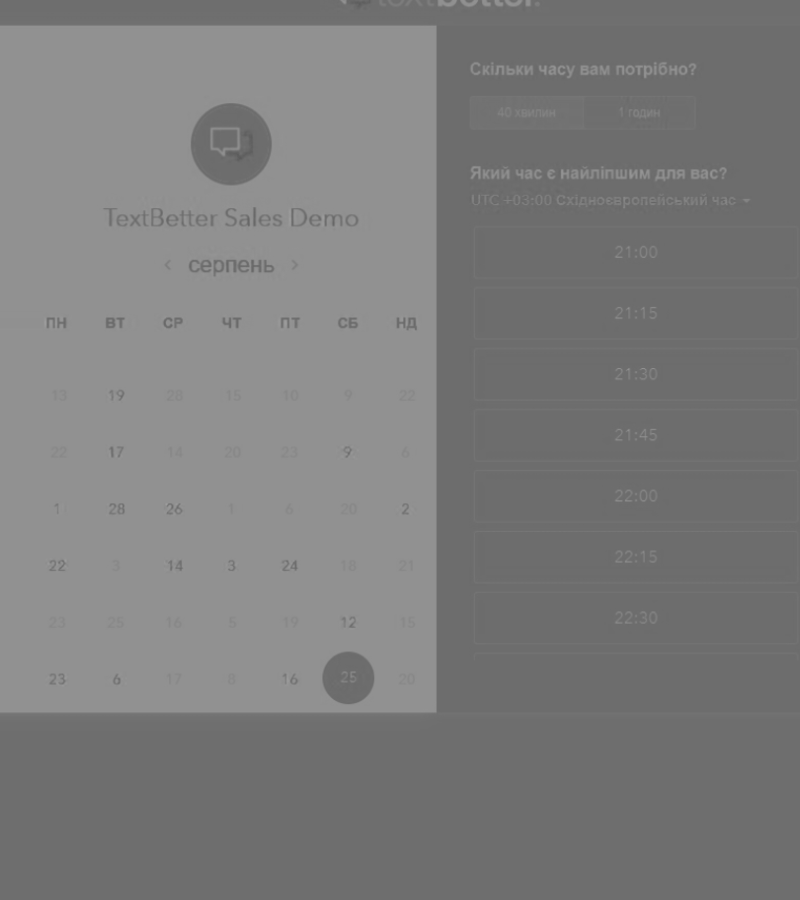 textbetter.
TextBetter Sales Demo
< серпень >
ПН ВТ СР ЧТ ПТ СБ НД
13 19 28 15 10 9 22
22 17 14 20 23 9 6
1 28 26 1 6 20 2
22 3 14 3 24 18 21
23 25 16 5 19 12 15
23 6 17 8 16 25 20
Скільки часу вам потрібно?
40 хвилин 1 годин
Який час є найліпшим для вас?
UTC +03:00 Східноєвропейський час
21:00
21:15
21:30
21:45
22:00
22:15
22:30